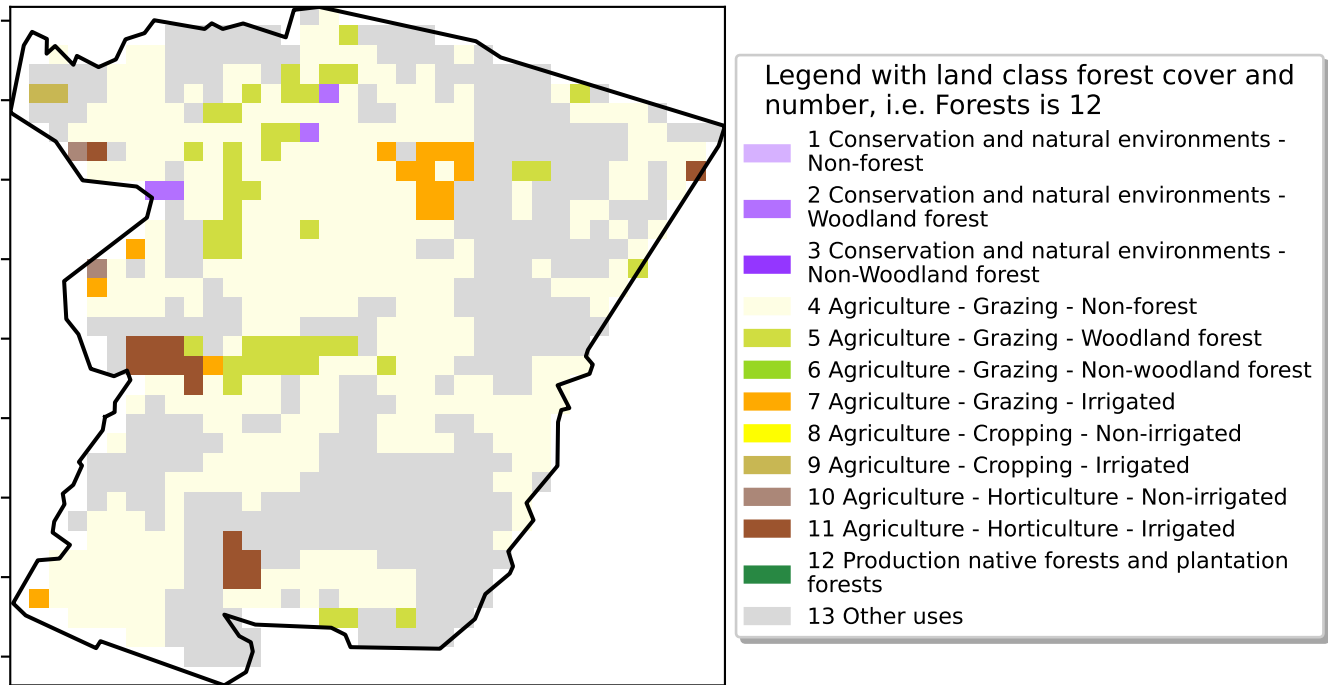 Legend with land class forest cover and
number, i.e. Forests is 12
1 Conservation and natural environments -
Non-forest
2 Conservation and natural environments -
Woodland forest
3 Conservation and natural environments -
Non-Woodland forest
4 Agriculture - Grazing - Non-forest
5 Agriculture - Grazing - Woodland forest
6 Agriculture - Grazing - Non-woodland forest
7 Agriculture - Grazing - Irrigated
8 Agriculture - Cropping - Non-irrigated
9 Agriculture - Cropping - Irrigated
10 Agriculture - Horticulture - Non-irrigated
11 Agriculture - Horticulture - Irrigated
12 Production native forests and plantation
forests
13 Other uses